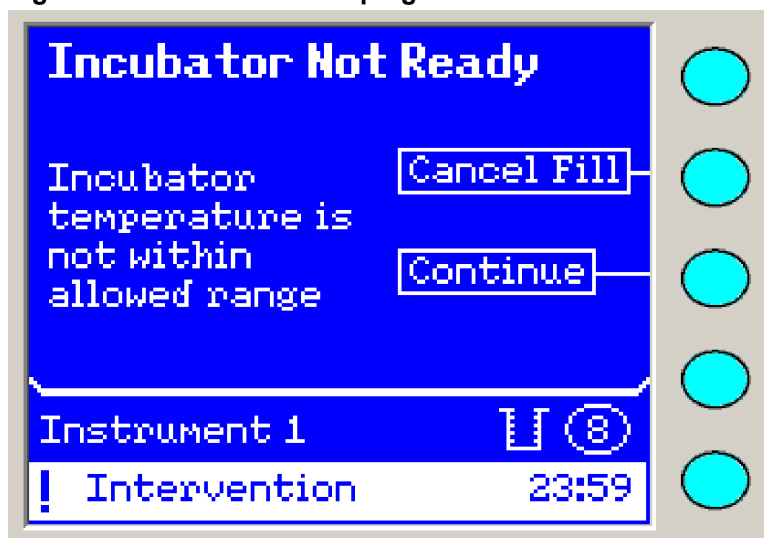 Incubator Not Ready
Incubator
temperature is
not within
allowed range
Cancel Fill
Continue
Instrument 1
8
! Intervention 23:59